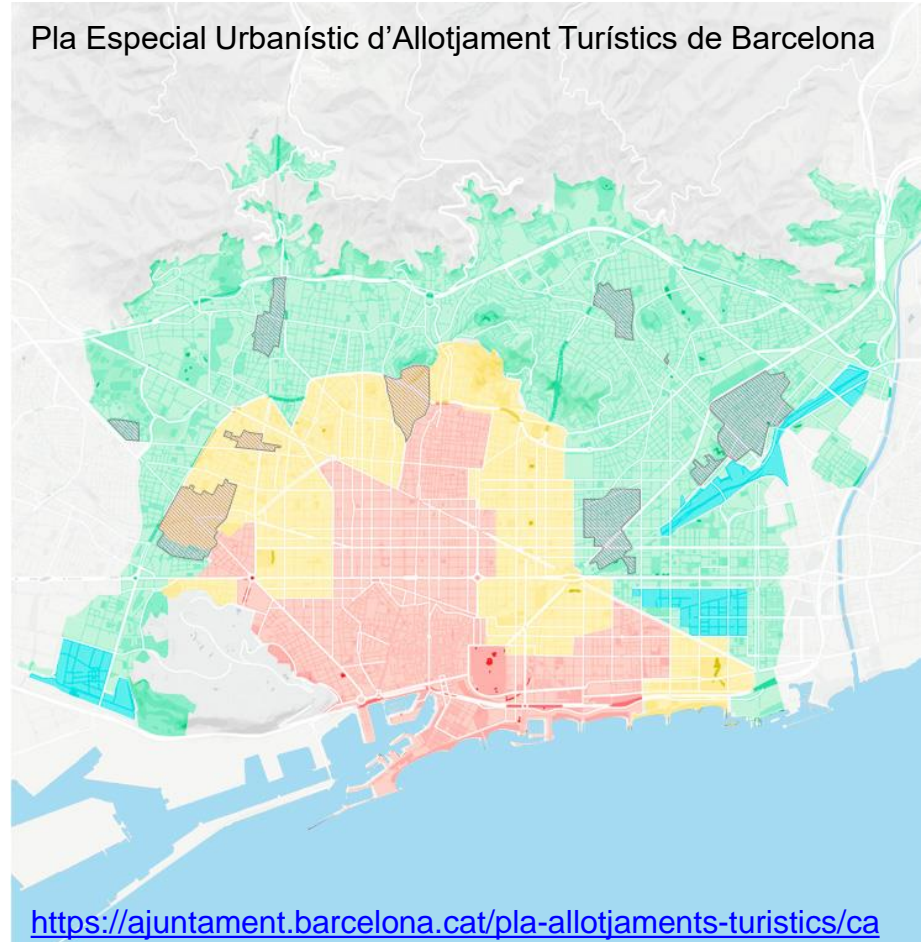 Pla Especial Urbanístic d'Allotjament Turístics de Barcelona
https://ajuntament.barcelona.cat/pla-allotjaments-turistics/ca